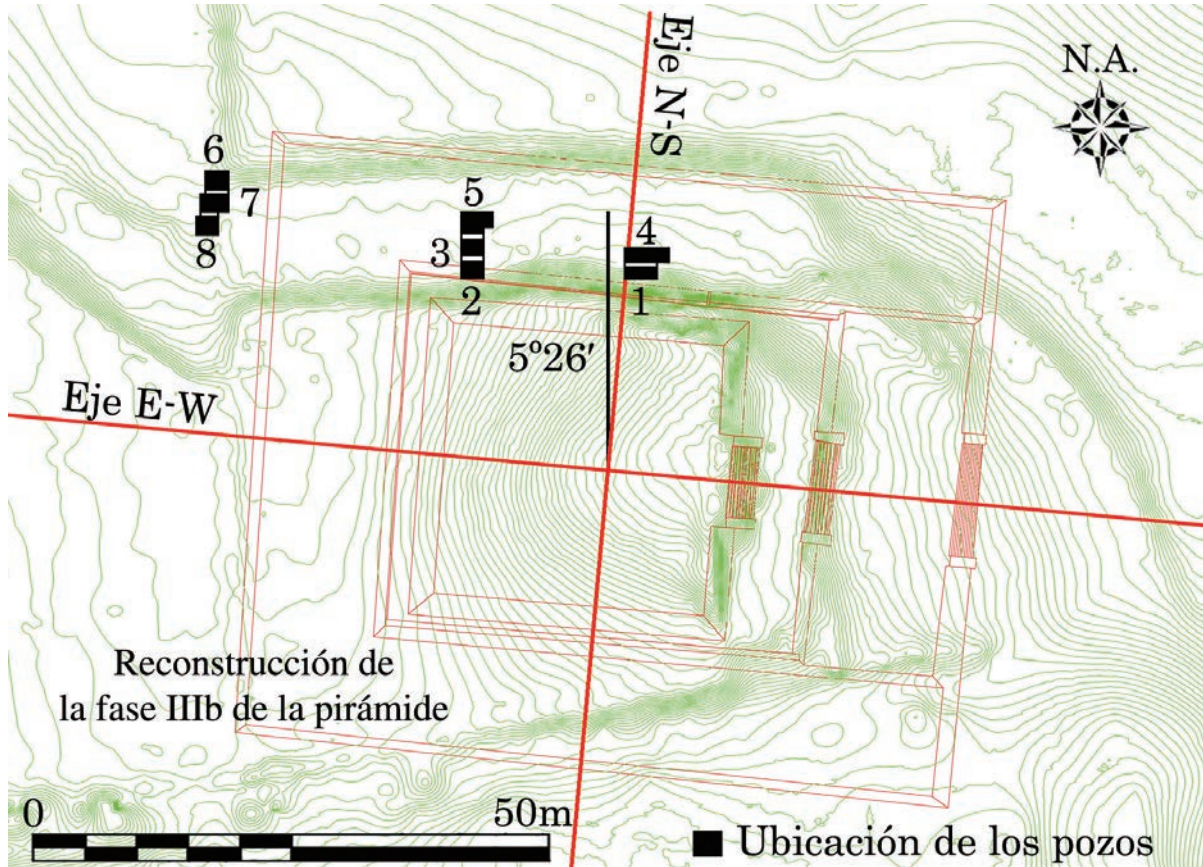 Eje N-S
N.A.
6
7
8
5
3
2
4
1
5º26′
Eje E-W
Reconstrucción de
la fase IIIb de la pirámide
0
50m
Ubicación de los pozos